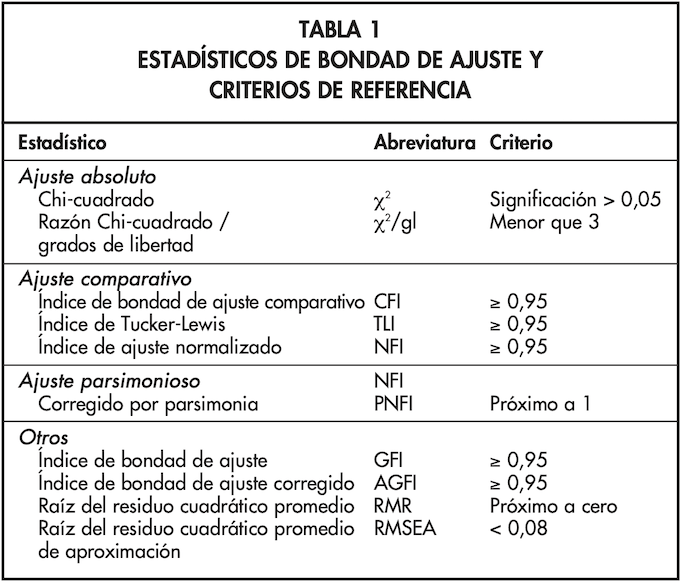 TABLA 1
ESTADÍSTICOS DE BONDAD DE AJUSTE Y
CRITERIOS DE REFERENCIA
Estadístico Abreviatura Criterio
Ajuste absoluto
Chi-cuadrado χ² Significación > 0,05
Razón Chi-cuadrado / χ²/gl Menor que 3
grados de libertad
Ajuste comparativo
Índice de bondad de ajuste comparativo CFI ≥ 0,95
Índice de Tucker-Lewis TLI ≥ 0,95
Índice de ajuste normalizado NFI ≥ 0,95
Ajuste parsimonioso NFI
Corregido por parsimonia PNFI Próximo a 1
Otros
Índice de bondad de ajuste GFI ≥ 0,95
Índice de bondad de ajuste corregido AGFI ≥ 0,95
Raíz del residuo cuadrático promedio RMR Próximo a cero
Raíz del residuo cuadrático promedio RMSEA < 0,08
de aproximación